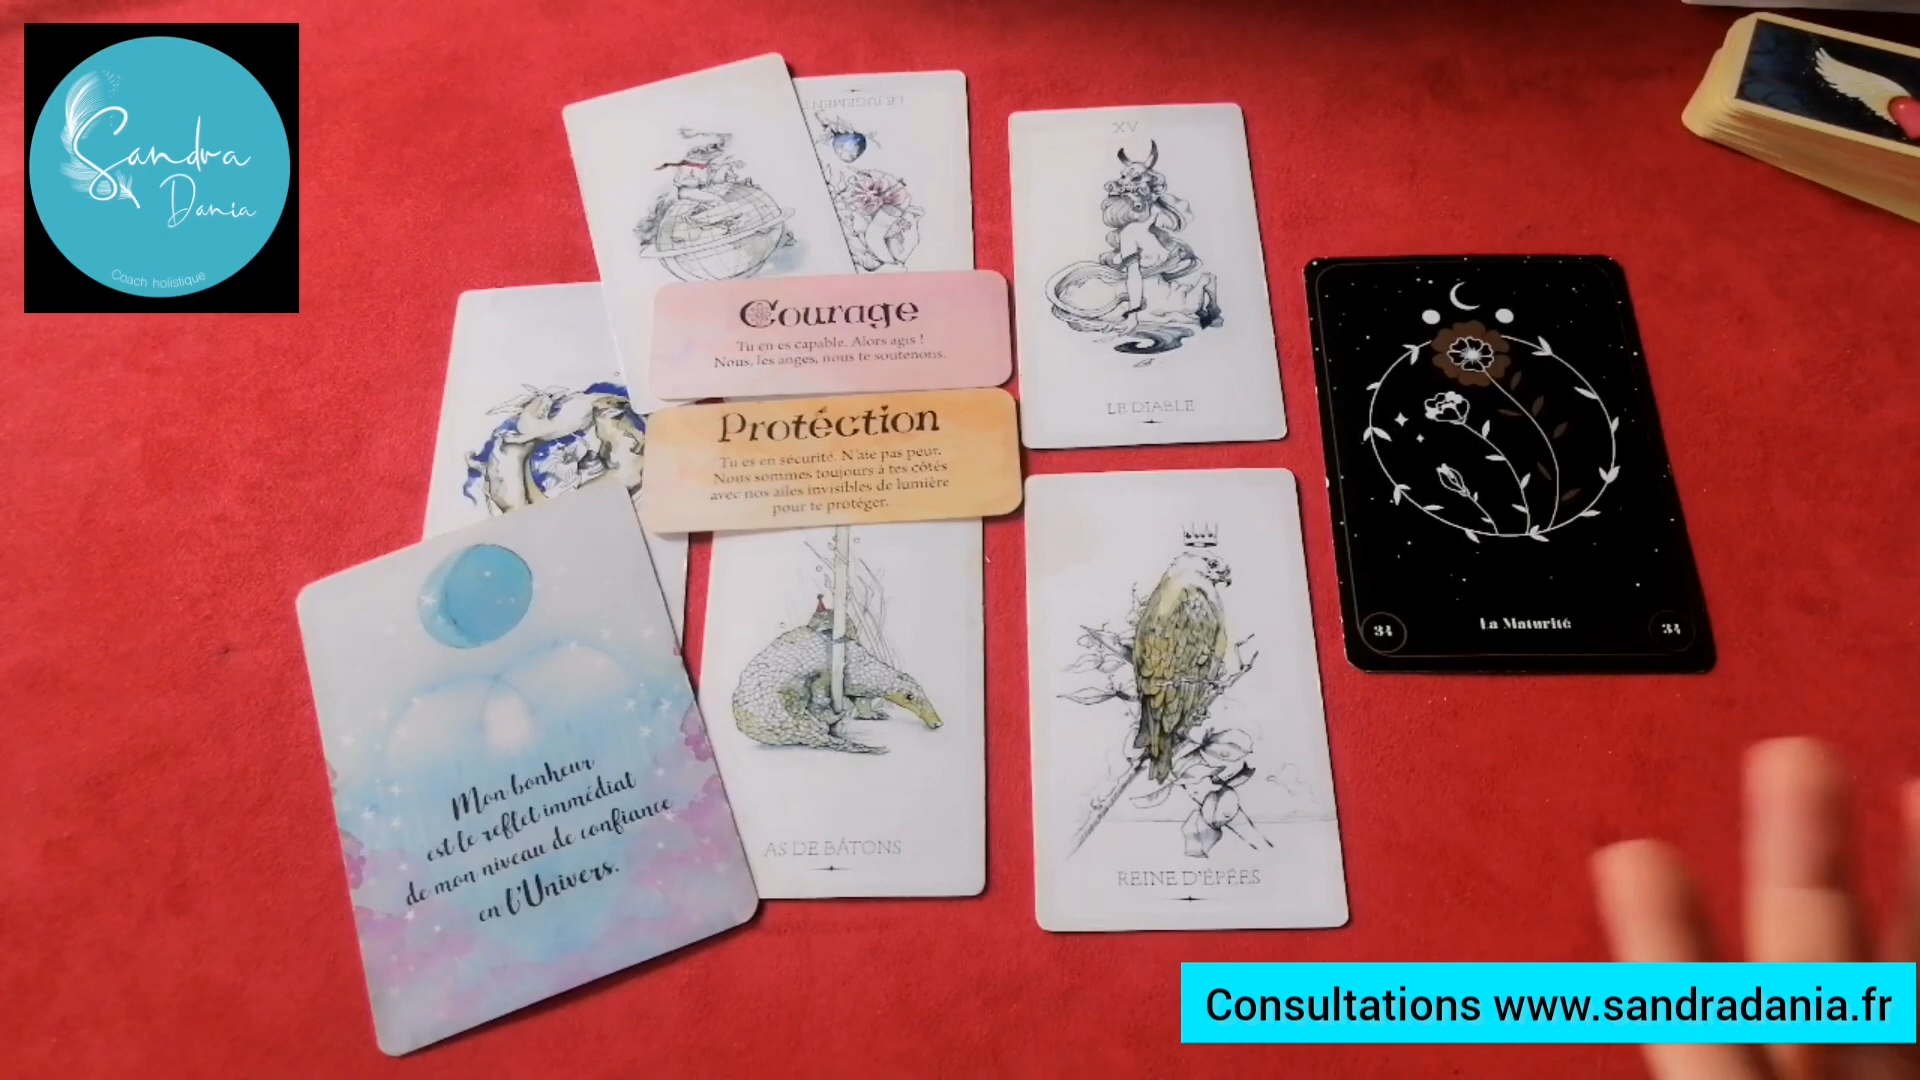 Sandra
Dania
Coach holistique
LE JUGEMENT
XV
LE DIABLE
Courage
Tu en es capable. Alors agis !
Nous, les anges, nous te soutenons.
Protéction
Tu es en sécurité. N'aie pas peur.
Nous sommes toujours à tes côtés
avec nos ailes invisibles de lumière
pour te protéger.
Mon bonheur
est le reflet immédiat
de mon niveau de confiance
en l'Univers.
AS DE BÂTONS
REINE D'ÉPÉES
34
La Maturité
34
Consultations www.sandradania.fr